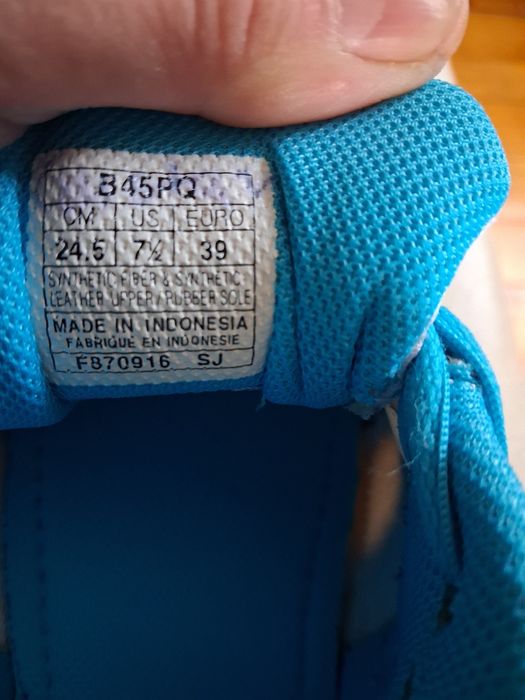 B45PQ
CM US EURO
24.5 7½ 39
SYNTHETIC FIBER & SYNTHETIC
LEATHER UPPER / RUBBER SOLE
MADE IN INDONESIA
FABRIQUÉ EN INDONESIE
F870916 SJ